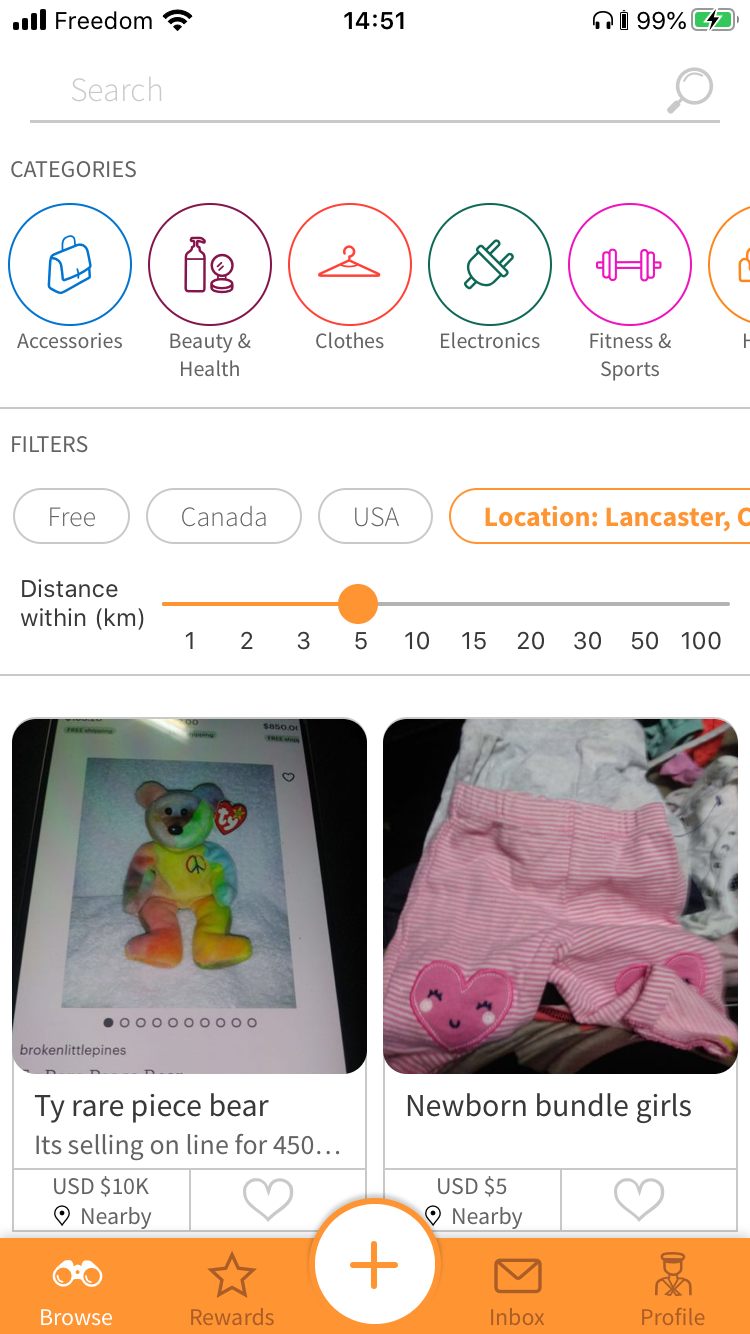 Freedom
14:51
99%
Search
CATEGORIES
Accessories
Beauty &
Health
Clothes
Electronics
Fitness &
Sports
H
FILTERS
Free
Canada
USA
Location: Lancaster, C
Distance
within (km)
1 2 3 5 10 15 20 30 50 100
$850.0
FREE shipping
ty
brokenlittlepines
Ty rare piece bear
Its selling on line for 450...
USD $10K
Nearby
Newborn bundle girls
USD $5
Nearby
Browse
Rewards
Inbox
Profile